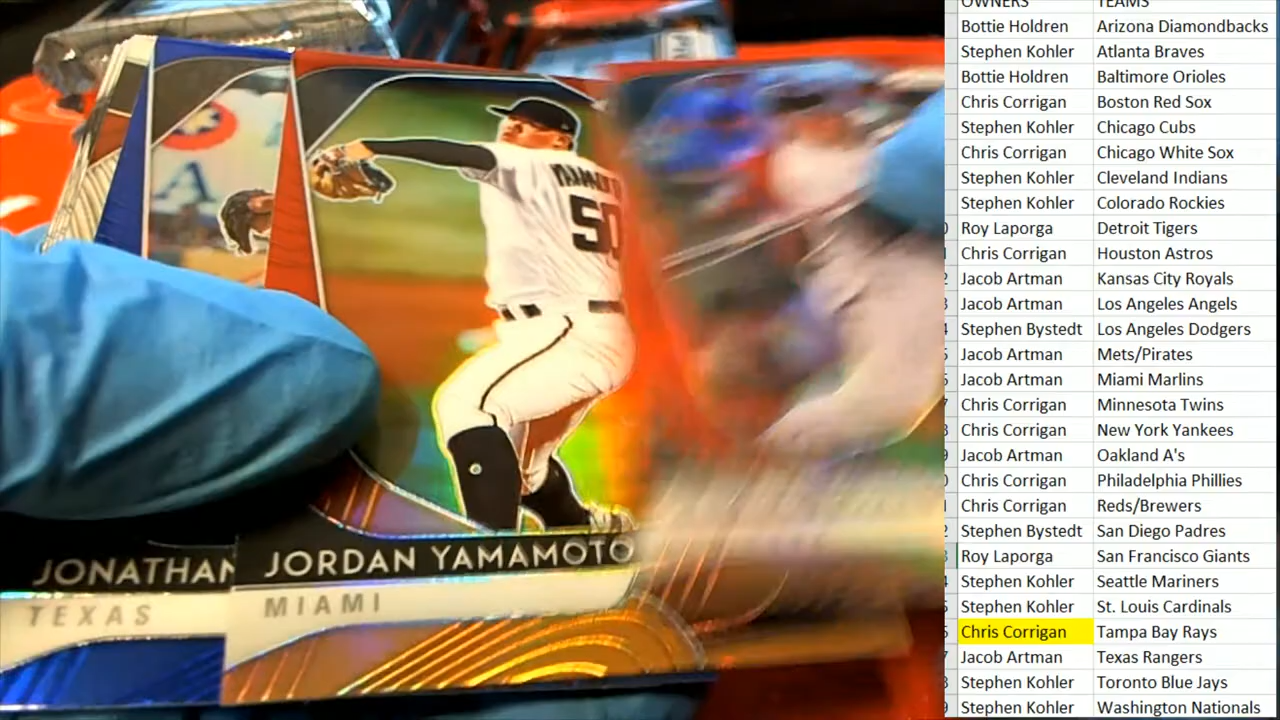 JONATHAN
TEXAS
JORDAN YAMAMOTO
MIAMI
50
A
OWNERS TEAMS
Bottie Holdren Arizona Diamondbacks
Stephen Kohler Atlanta Braves
Bottie Holdren Baltimore Orioles
Chris Corrigan Boston Red Sox
Stephen Kohler Chicago Cubs
Chris Corrigan Chicago White Sox
Stephen Kohler Cleveland Indians
Stephen Kohler Colorado Rockies
Roy Laporga Detroit Tigers
Chris Corrigan Houston Astros
Jacob Artman Kansas City Royals
Jacob Artman Los Angeles Angels
Stephen Bystedt Los Angeles Dodgers
Jacob Artman Mets/Pirates
Jacob Artman Miami Marlins
Chris Corrigan Minnesota Twins
Chris Corrigan New York Yankees
Jacob Artman Oakland A's
Chris Corrigan Philadelphia Phillies
Chris Corrigan Reds/Brewers
Stephen Bystedt San Diego Padres
Roy Laporga San Francisco Giants
Stephen Kohler Seattle Mariners
Stephen Kohler St. Louis Cardinals
Chris Corrigan Tampa Bay Rays
Jacob Artman Texas Rangers
Stephen Kohler Toronto Blue Jays
Stephen Kohler Washington Nationals